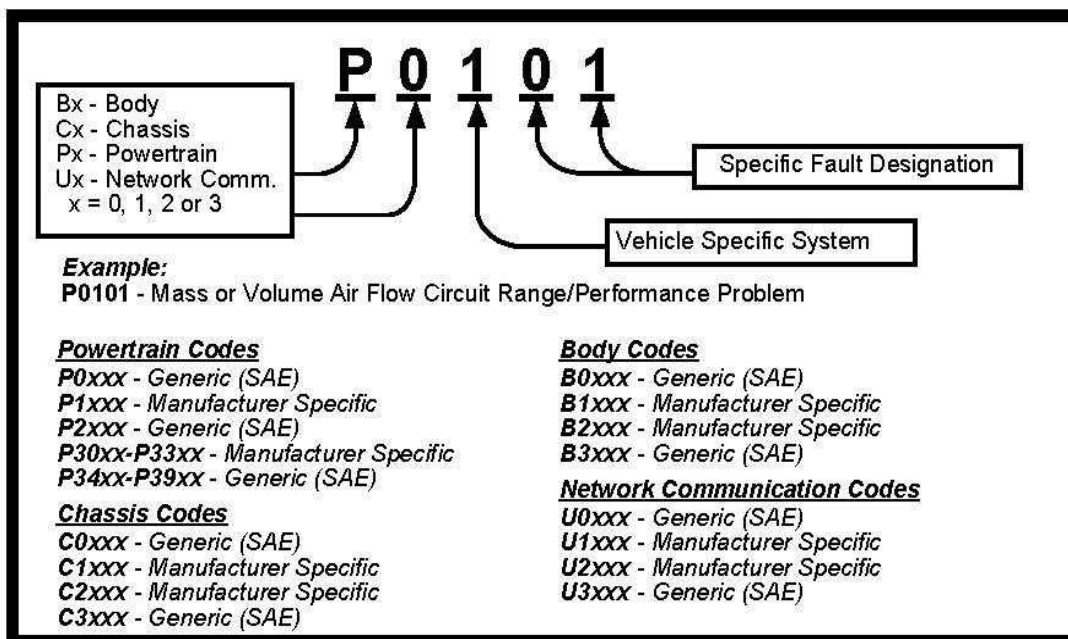 P 0 1 0 1
Bx - Body
Cx - Chassis
Px - Powertrain
Ux - Network Comm.
x = 0, 1, 2 or 3
Specific Fault Designation
Vehicle Specific System
Example:
P0101 - Mass or Volume Air Flow Circuit Range/Performance Problem
Powertrain Codes
P0xxx - Generic (SAE)
P1xxx - Manufacturer Specific
P2xxx - Generic (SAE)
P30xx-P33xx - Manufacturer Specific
P34xx-P39xx - Generic (SAE)
Chassis Codes
C0xxx - Generic (SAE)
C1xxx - Manufacturer Specific
C2xxx - Manufacturer Specific
C3xxx - Generic (SAE)
Body Codes
B0xxx - Generic (SAE)
B1xxx - Manufacturer Specific
B2xxx - Manufacturer Specific
B3xxx - Generic (SAE)
Network Communication Codes
U0xxx - Generic (SAE)
U1xxx - Manufacturer Specific
U2xxx - Manufacturer Specific
U3xxx - Generic (SAE)